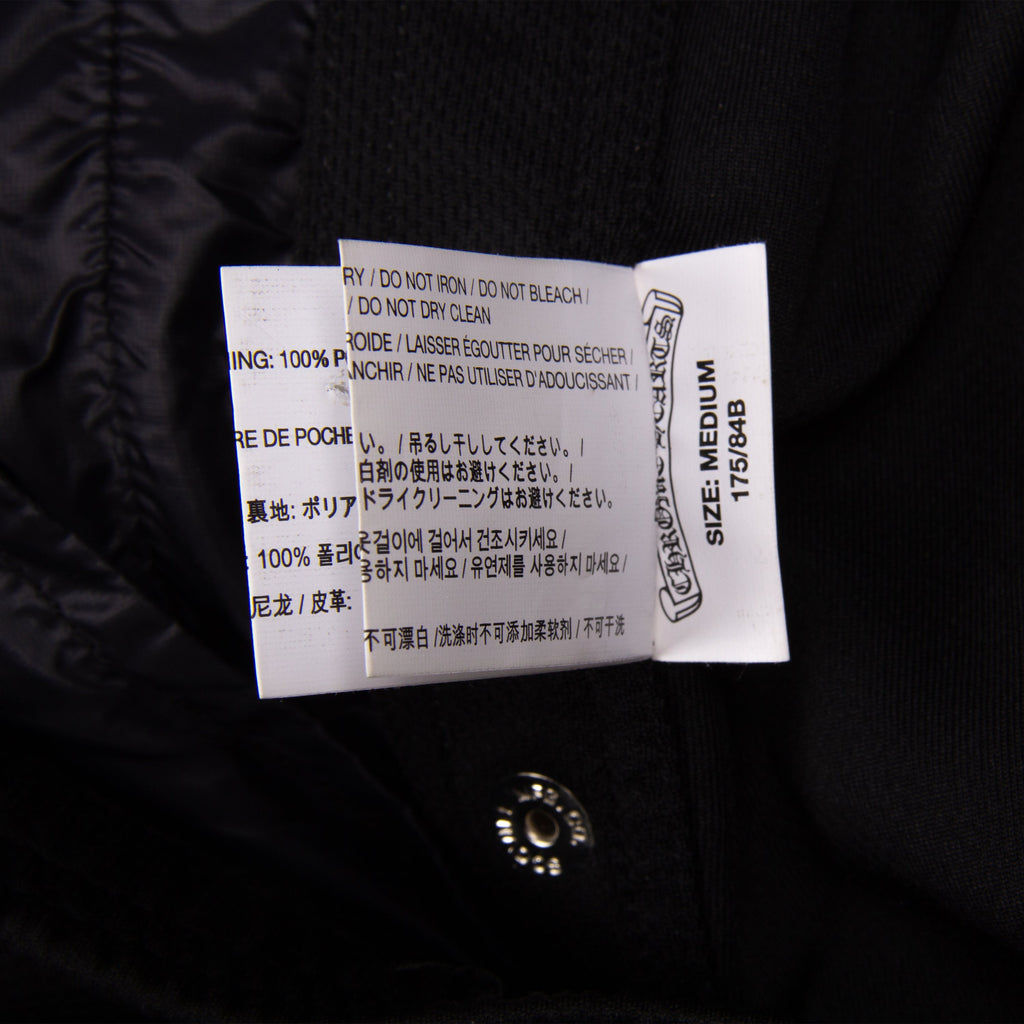 ING: 100% P
RE DE POCHE
裏地: ポリア
: 100% 폴리
尼龙 / 皮革:
RY / DO NOT IRON / DO NOT BLEACH /
/ DO NOT DRY CLEAN
ROIDE / LAISSER ÉGOUTTER POUR SÉCHER /
NCHIR / NE PAS UTILISER D'ADOUCISSANT /
い。 / 吊るし干ししてください。 /
白剤の使用はお避けください。 /
ドライクリーニングはお避けください。
옷걸이에 걸어서 건조시키세요 /
용하지 마세요 / 유연제를 사용하지 마세요 /
不可漂白 /洗涤时不可添加柔软剂 / 不可干洗
CHROME HEARTS
SIZE: MEDIUM
175/84B